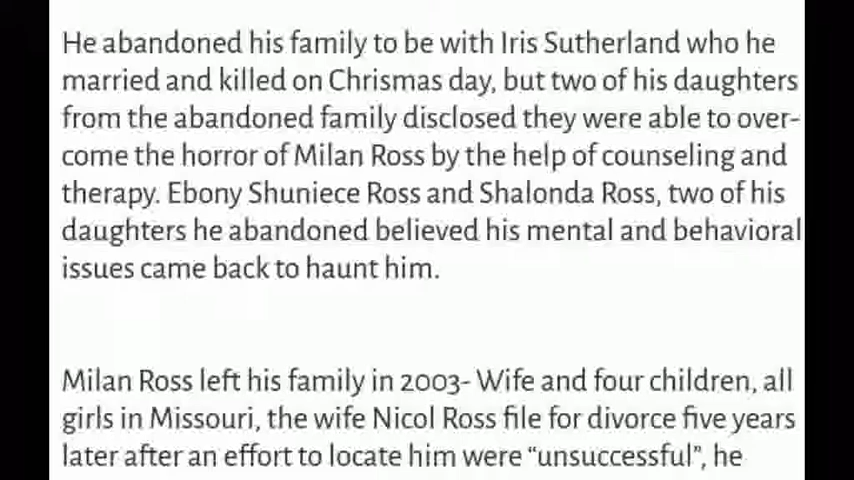 He abandoned his family to be with Iris Sutherland who he
married and killed on Chrismas day, but two of his daughters
from the abandoned family disclosed they were able to over-
come the horror of Milan Ross by the help of counseling and
therapy. Ebony Shuniece Ross and Shalonda Ross, two of his
daughters he abandoned believed his mental and behavioral
issues came back to haunt him.
Milan Ross left his family in 2003- Wife and four children, all
girls in Missouri, the wife Nicol Ross file for divorce five years
later after an effort to locate him were “unsuccessful”, he